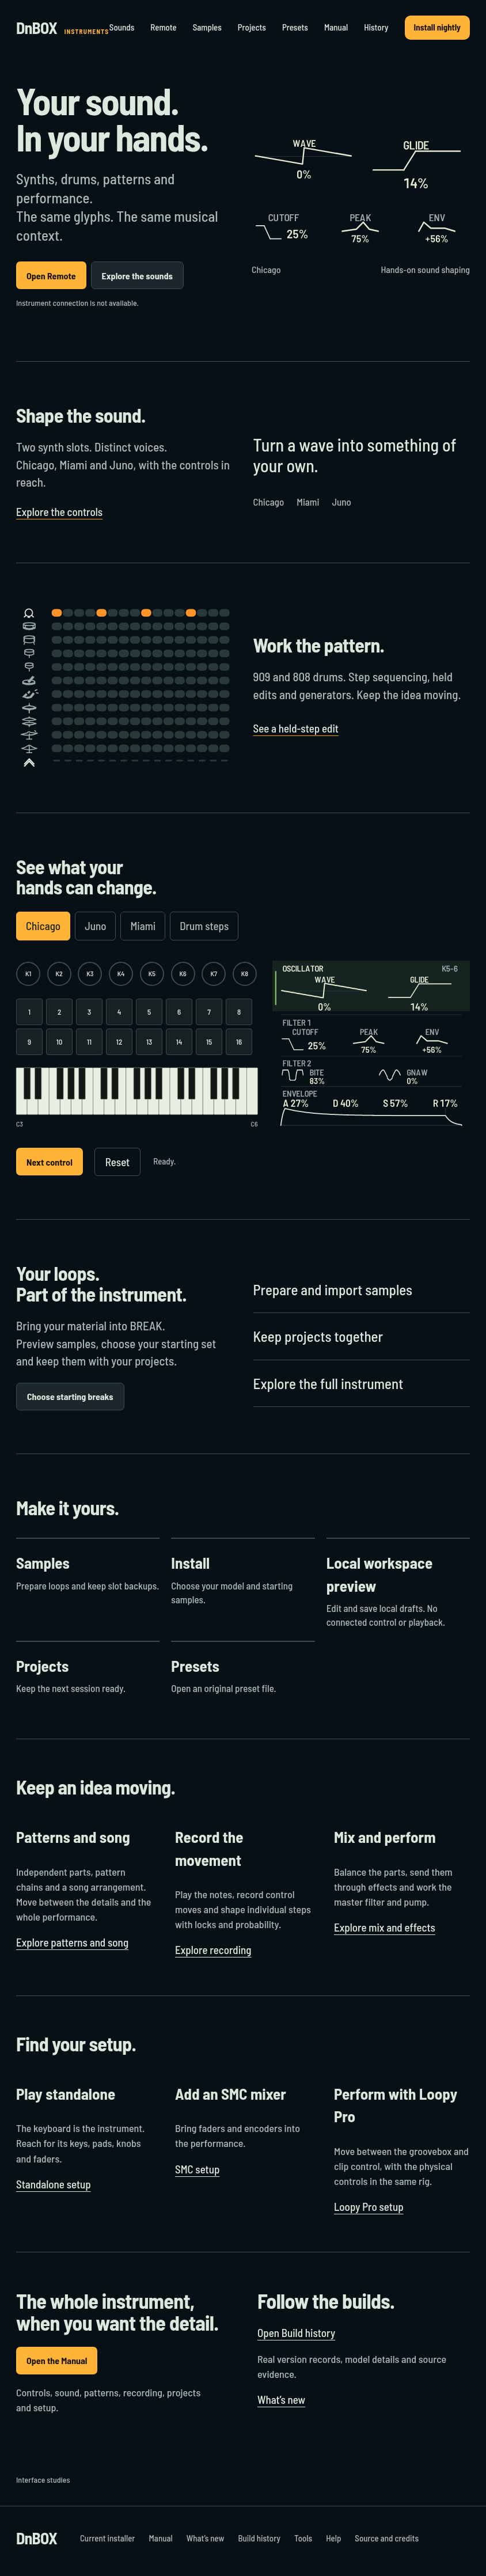 DnBOX INSTRUMENTS Sounds Remote Samples Projects Presets Manual History Install nightly
Your sound.
In your hands.
Synths, drums, patterns and
performance.
The same glyphs. The same musical
context.
Open Remote Explore the sounds
Instrument connection is not available.
WAVE
0%
GLIDE
14%
CUTOFF
25%
PEAK
75%
ENV
+56%
Chicago Hands-on sound shaping
Shape the sound.
Two synth slots. Distinct voices.
Chicago, Miami and Juno, with the controls in
reach.
Explore the controls
Turn a wave into something of
your own.
Chicago Miami Juno
Work the pattern.
909 and 808 drums. Step sequencing, held
edits and generators. Keep the idea moving.
See a held-step edit
See what your
hands can change.
Chicago Juno Miami Drum steps
K1 K2 K3 K4 K5 K6 K7 K8
1 2 3 4 5 6 7 8
9 10 11 12 13 14 15 16
C3 C6
OSCILLATOR K5-6
WAVE GLIDE
0% 14%
FILTER 1
CUTOFF PEAK ENV
25% 75% +56%
FILTER 2
BITE GNAW
83% 0%
ENVELOPE
A 27% D 40% S 57% R 17%
Next control Reset Ready.
Your loops.
Part of the instrument.
Bring your material into BREAK.
Preview samples, choose your starting set
and keep them with your projects.
Choose starting breaks
Prepare and import samples
Keep projects together
Explore the full instrument
Make it yours.
Samples
Prepare loops and keep slot backups.
Install
Choose your model and starting
samples.
Local workspace
preview
Edit and save local drafts. No
connected control or playback.
Projects
Keep the next session ready.
Presets
Open an original preset file.
Keep an idea moving.
Patterns and song
Independent parts, pattern
chains and a song arrangement.
Move between the details and the
whole performance.
Explore patterns and song
Record the
movement
Play the notes, record control
moves and shape individual steps
with locks and probability.
Explore recording
Mix and perform
Balance the parts, send them
through effects and work the
master filter and pump.
Explore mix and effects
Find your setup.
Play standalone
The keyboard is the instrument.
Reach for its keys, pads, knobs
and faders.
Standalone setup
Add an SMC mixer
Bring faders and encoders into
the performance.
SMC setup
Perform with Loopy
Pro
Move between the groovebox and
clip control, with the physical
controls in the same rig.
Loopy Pro setup
The whole instrument,
when you want the detail.
Open the Manual
Controls, sound, patterns, recording, projects
and setup.
Follow the builds.
Open Build history
Real version records, model details and source
evidence.
What's new
Interface studies
DnBOX Current installer Manual What's new Build history Tools Help Source and credits